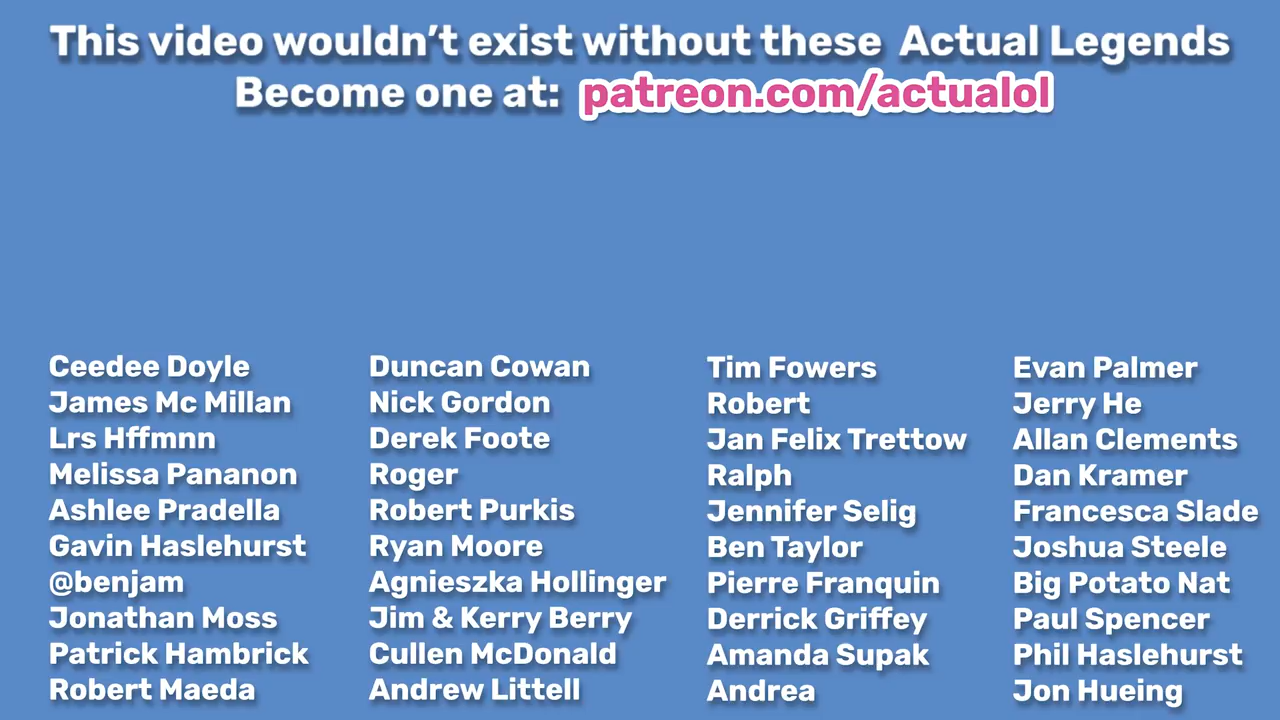 This video wouldn't exist without these Actual Legends
Become one at: patreon.com/actualol
Ceedee Doyle
James Mc Millan
Lrs Hffmnn
Melissa Pananon
Ashlee Pradella
Gavin Haslehurst
@benjam
Jonathan Moss
Patrick Hambrick
Robert Maeda
Duncan Cowan
Nick Gordon
Derek Foote
Roger
Robert Purkis
Ryan Moore
Agnieszka Hollinger
Jim & Kerry Berry
Cullen McDonald
Andrew Littell
Tim Fowers
Robert
Jan Felix Trettow
Ralph
Jennifer Selig
Ben Taylor
Pierre Franquin
Derrick Griffey
Amanda Supak
Andrea
Evan Palmer
Jerry He
Allan Clements
Dan Kramer
Francesca Slade
Joshua Steele
Big Potato Nat
Paul Spencer
Phil Haslehurst
Jon Hueing